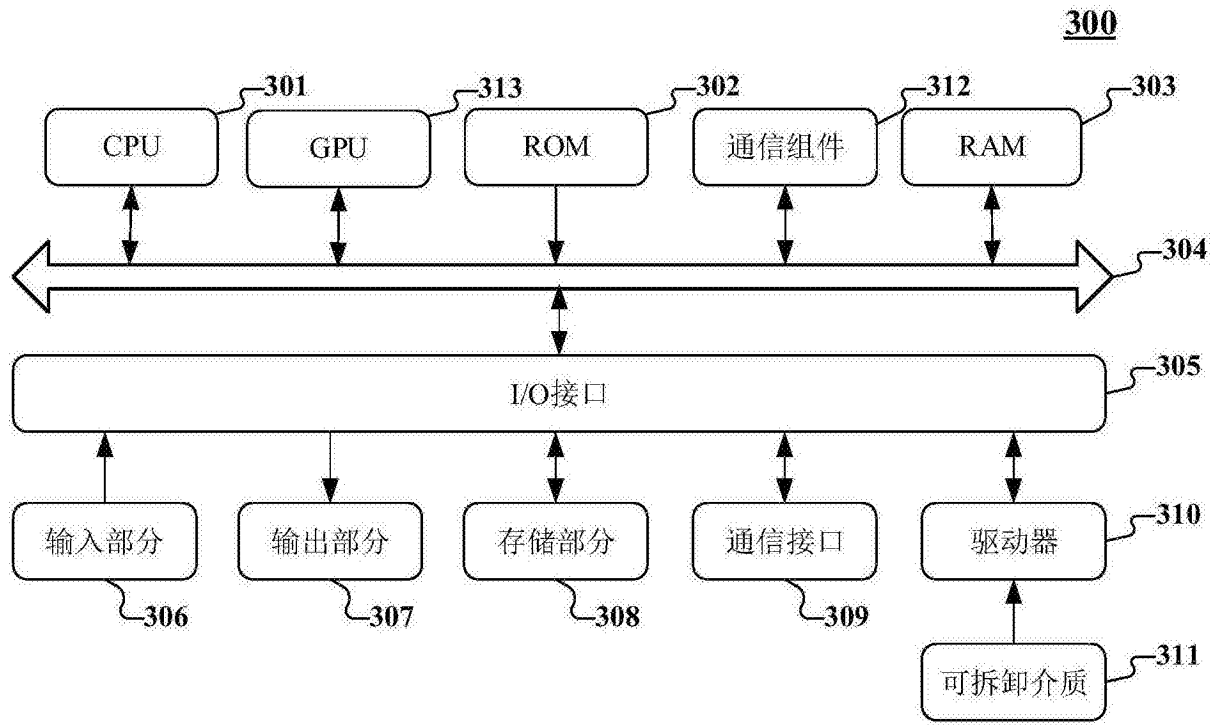 300
301
313
302
312
303
CPU
GPU
ROM
通信组件
RAM
304
305
I/O接口
输入部分
输出部分
存储部分
通信接口
驱动器
310
306
307
308
309
311
可拆卸介质